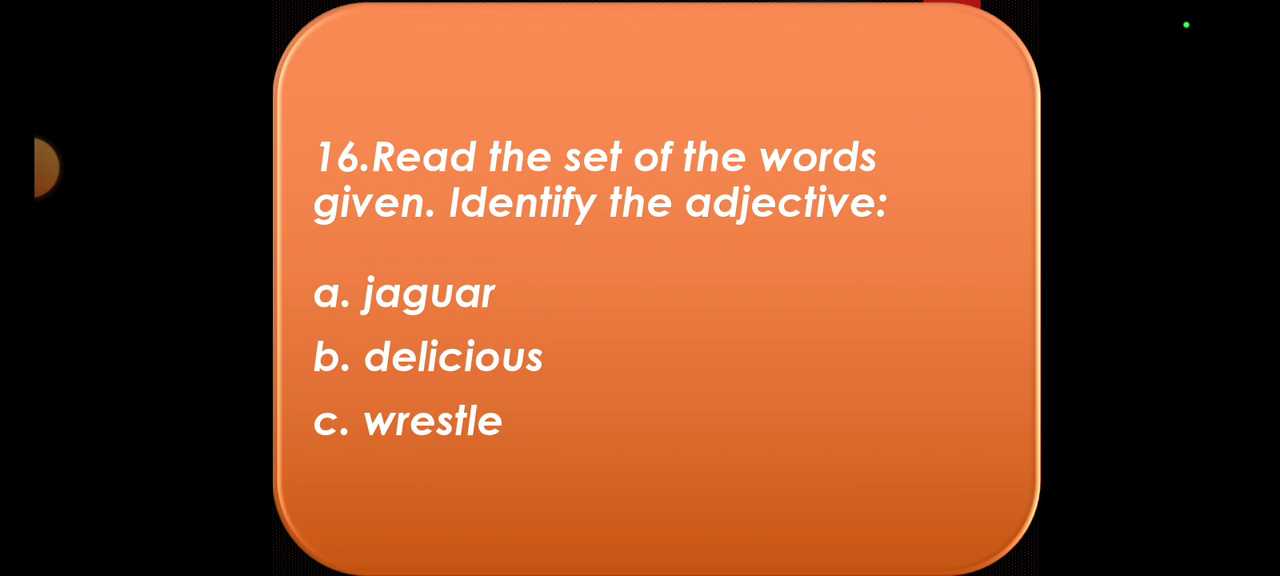 16.Read the set of the words
given. Identify the adjective:
a. jaguar
b. delicious
c. wrestle